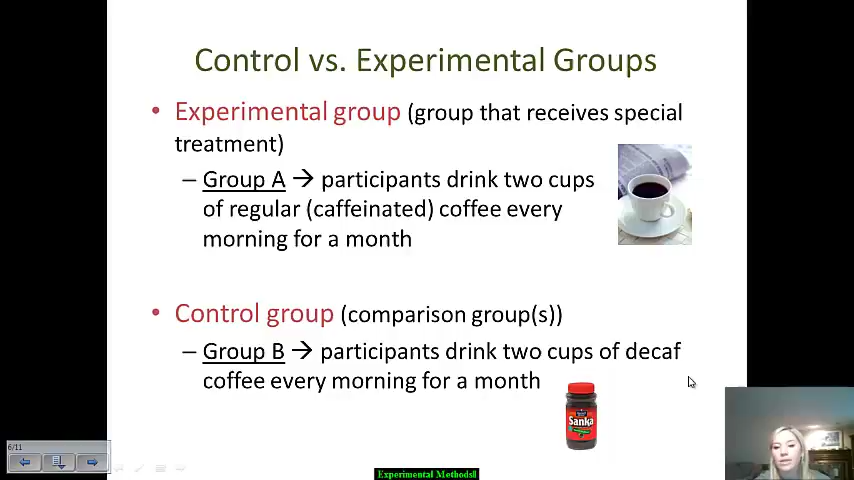 Control vs. Experimental Groups
• Experimental group (group that receives special
treatment)
– Group A → participants drink two cups
of regular (caffeinated) coffee every
morning for a month
• Control group (comparison group(s))
– Group B → participants drink two cups of decaf
coffee every morning for a month
Sanka
6/11
Experimental Methods